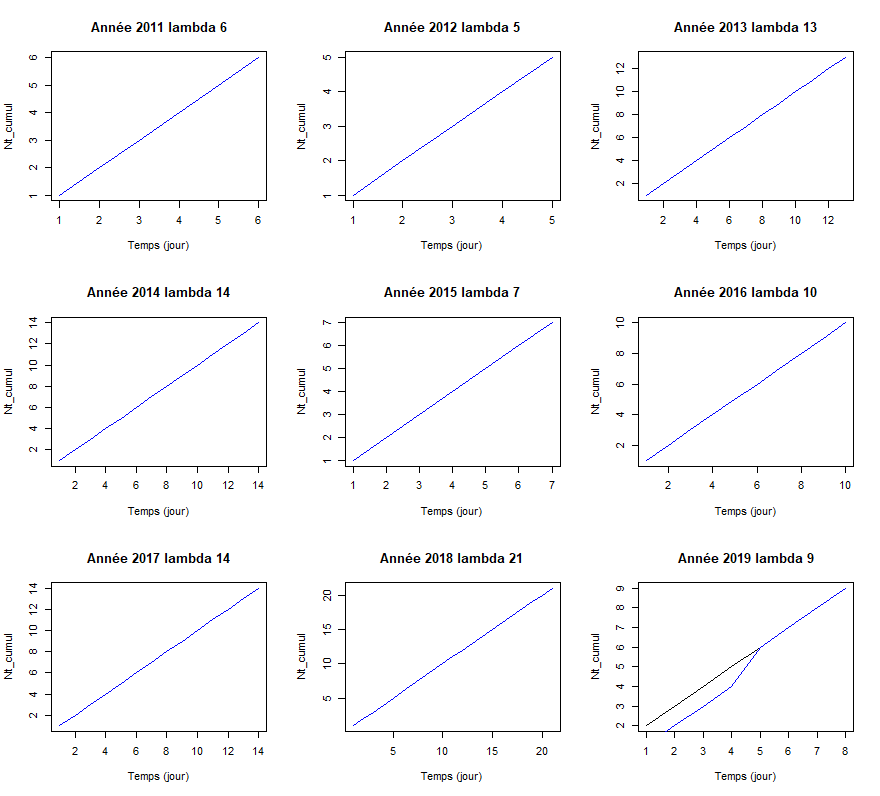 Année 2011 lambda 6
Nt_cumul
6
5
4
3
2
1
1 2 3 4 5 6
Temps (jour)
Année 2012 lambda 5
Nt_cumul
5
4
3
2
1
1 2 3 4 5
Temps (jour)
Année 2013 lambda 13
Nt_cumul
12
10
8
6
4
2
2 4 6 8 10 12
Temps (jour)
Année 2014 lambda 14
Nt_cumul
14
12
10
8
6
4
2
2 4 6 8 10 12 14
Temps (jour)
Année 2015 lambda 7
Nt_cumul
7
6
5
4
3
2
1
1 2 3 4 5 6 7
Temps (jour)
Année 2016 lambda 10
Nt_cumul
10
8
6
4
2
2 4 6 8 10
Temps (jour)
Année 2017 lambda 14
Nt_cumul
14
12
10
8
6
4
2
2 4 6 8 10 12 14
Temps (jour)
Année 2018 lambda 21
Nt_cumul
20
15
10
5
5 10 15 20
Temps (jour)
Année 2019 lambda 9
Nt_cumul
9
8
7
6
5
4
3
2
1 2 3 4 5 6 7 8
Temps (jour)